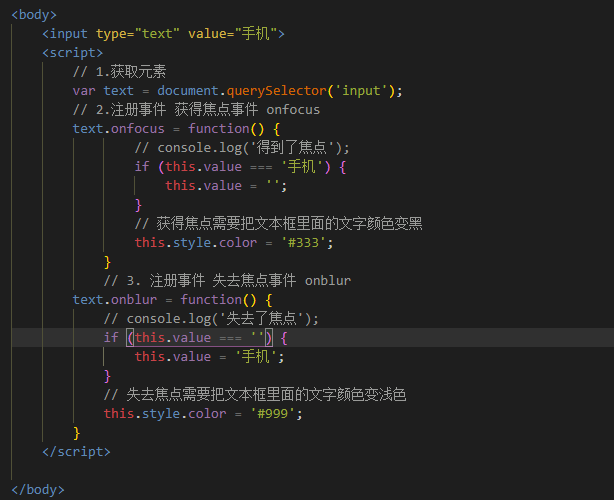 <body>
<input type="text" value="手机">
<script>
// 1.获取元素
var text = document.querySelector('input');
// 2.注册事件 获得焦点事件 onfocus
text.onfocus = function() {
// console.log('得到了焦点');
if (this.value === '手机') {
this.value = '';
}
// 获得焦点需要把文本框里面的文字颜色变黑
this.style.color = '#333';
}
// 3. 注册事件 失去焦点事件 onblur
text.onblur = function() {
// console.log('失去了焦点');
if (this.value === '') {
this.value = '手机';
}
// 失去焦点需要把文本框里面的文字颜色变浅色
this.style.color = '#999';
}
</script>
</body>